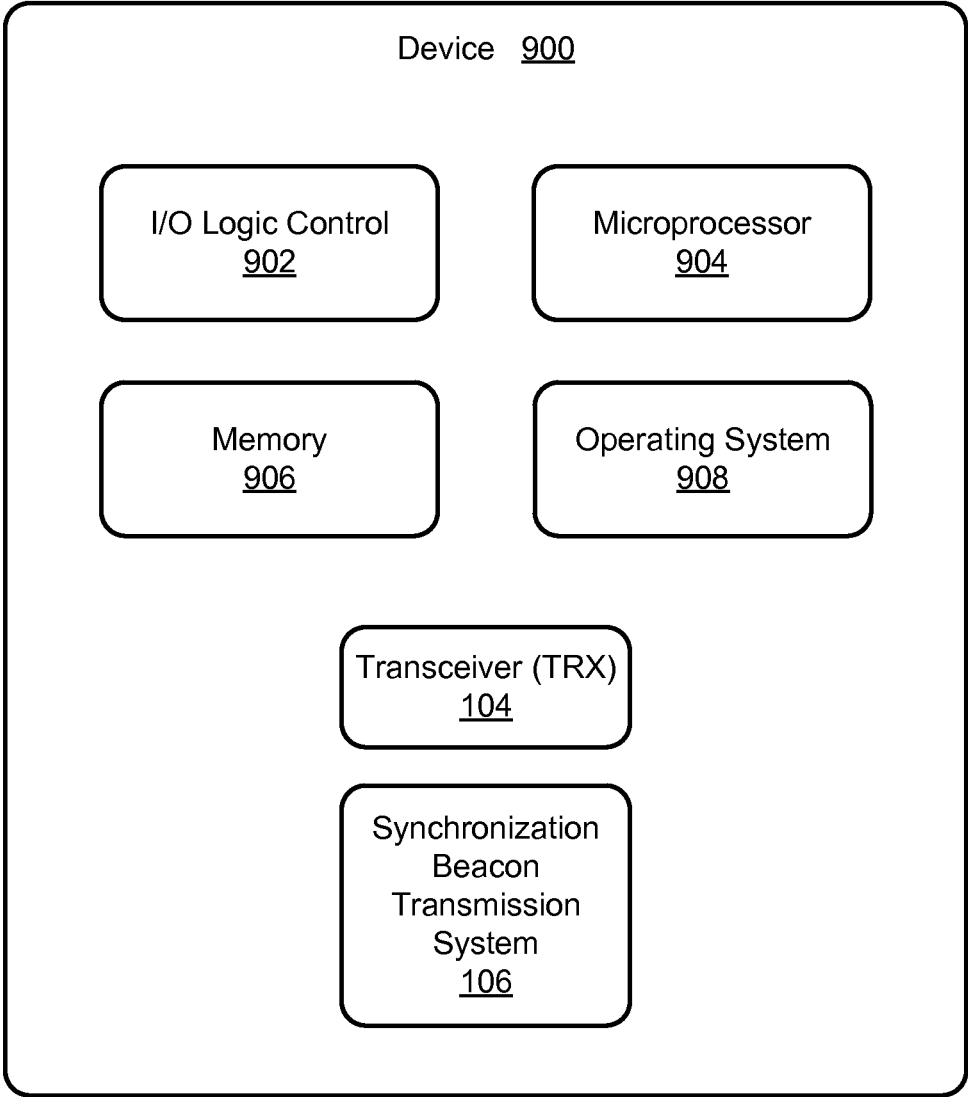 Device 900
I/O Logic Control
902
Microprocessor
904
Memory
906
Operating System
908
Transceiver (TRX)
104
Synchronization
Beacon
Transmission
System
106